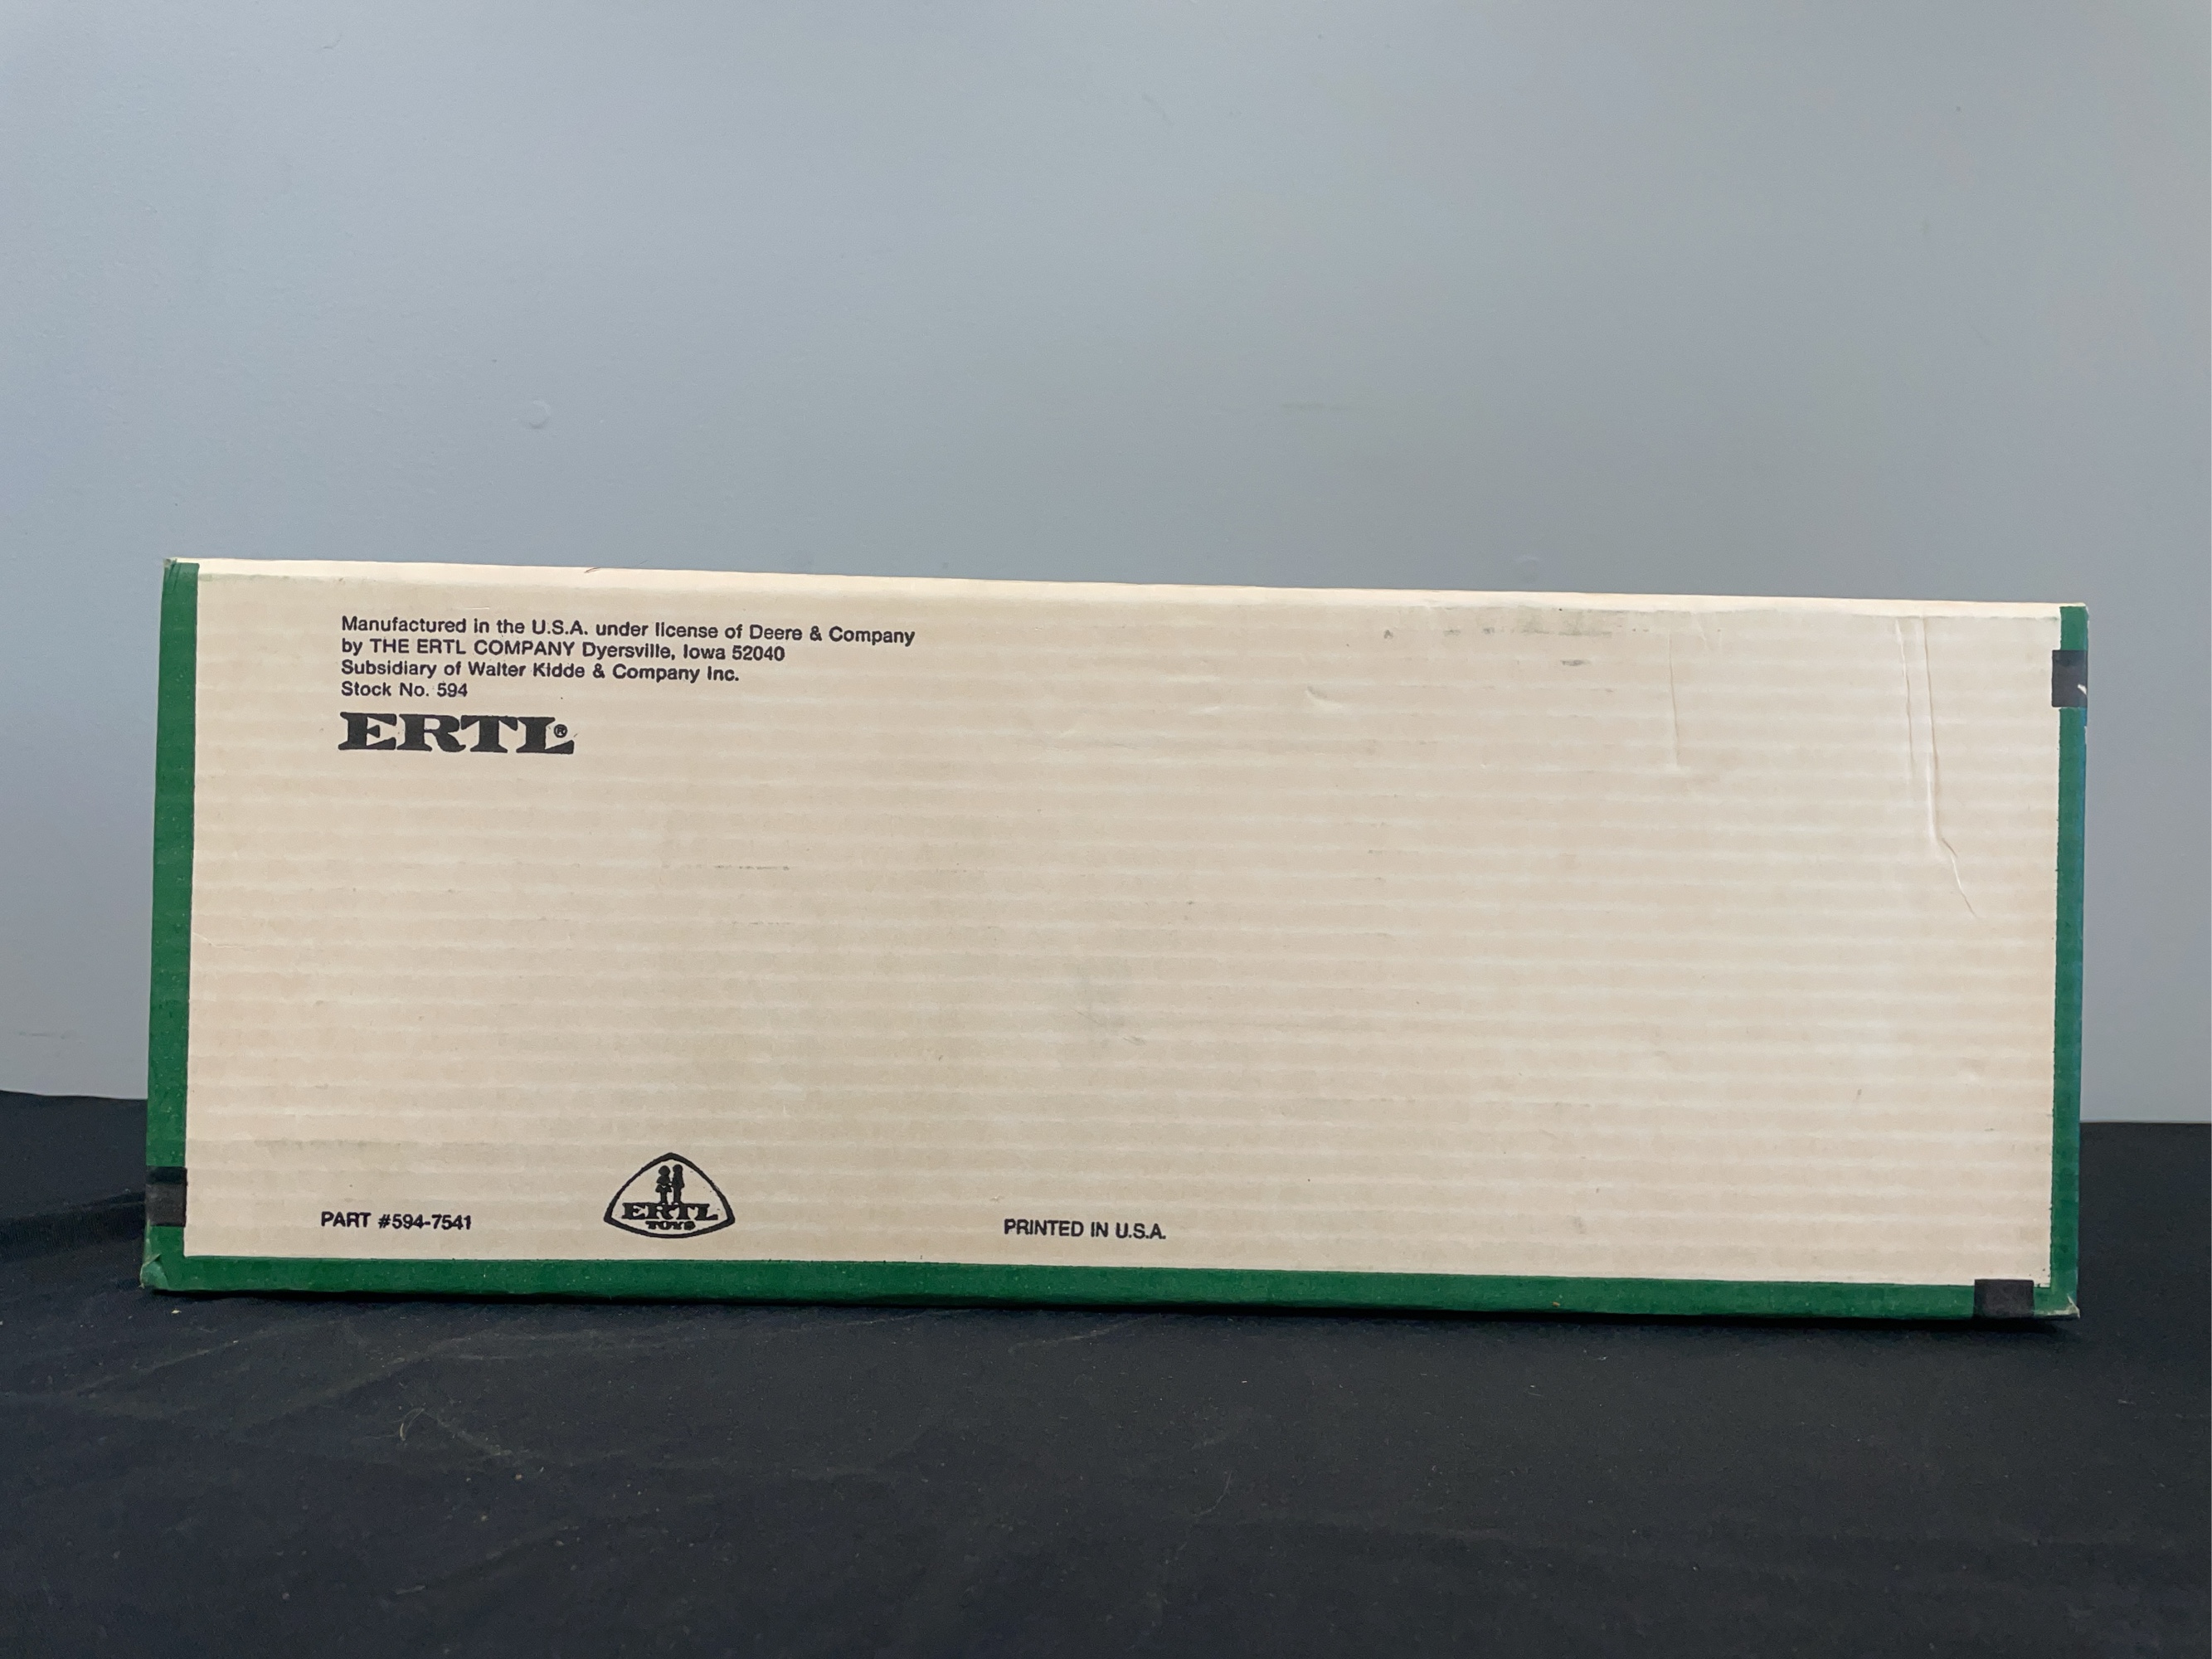 Manufactured in the U.S.A. under license of Deere & Company
by THE ERTL COMPANY Dyersville, Iowa 52040
Subsidiary of Walter Kidde & Company Inc.
Stock No. 594
ERTL®
PART #594-7541
ERTL
TOYS
PRINTED IN U.S.A.